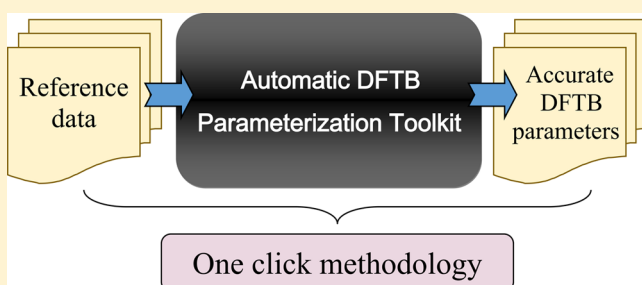 Reference
data
Automatic DFTB
Parameterization Toolkit
Accurate
DFTB
parameters
One click methodology